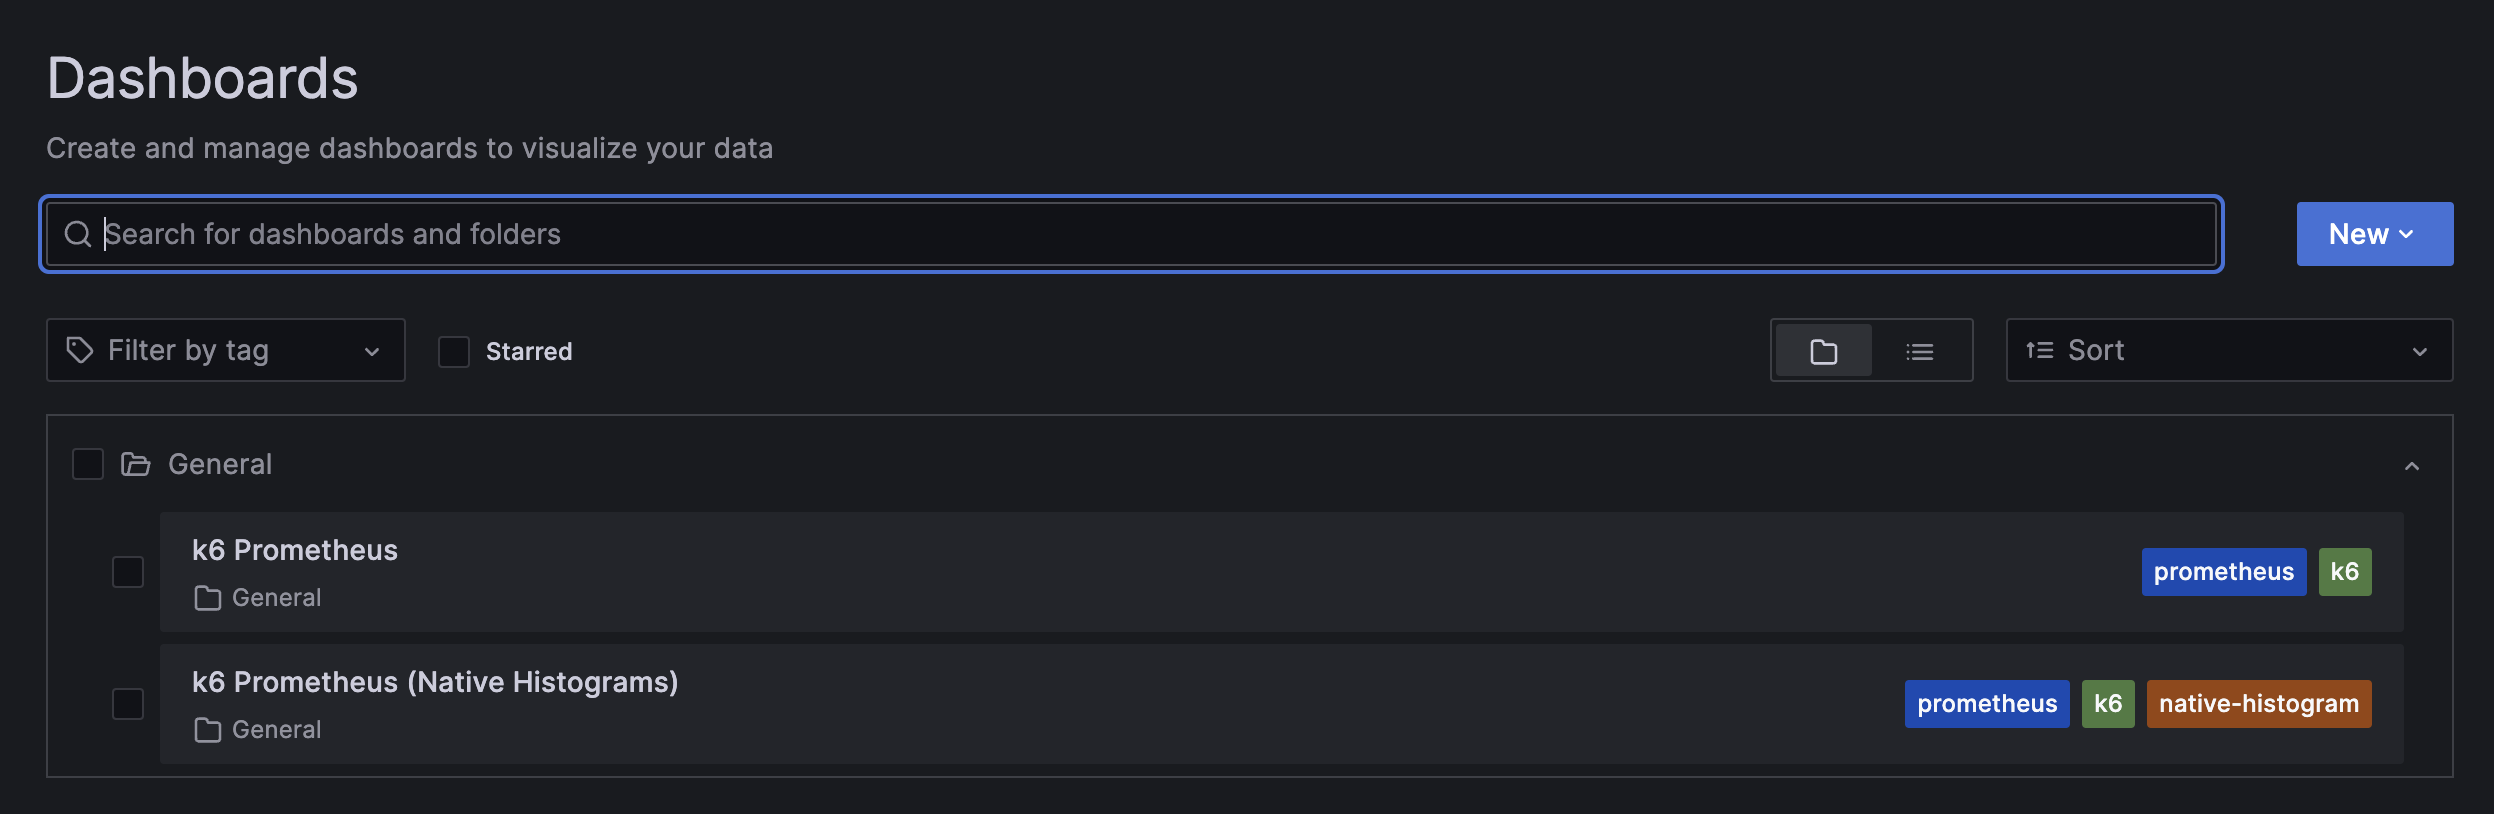 Dashboards
Create and manage dashboards to visualize your data
Search for dashboards and folders
New
Filter by tag
Starred
Sort
General
k6 Prometheus
General
prometheus
k6
k6 Prometheus (Native Histograms)
General
prometheus
k6
native-histogram